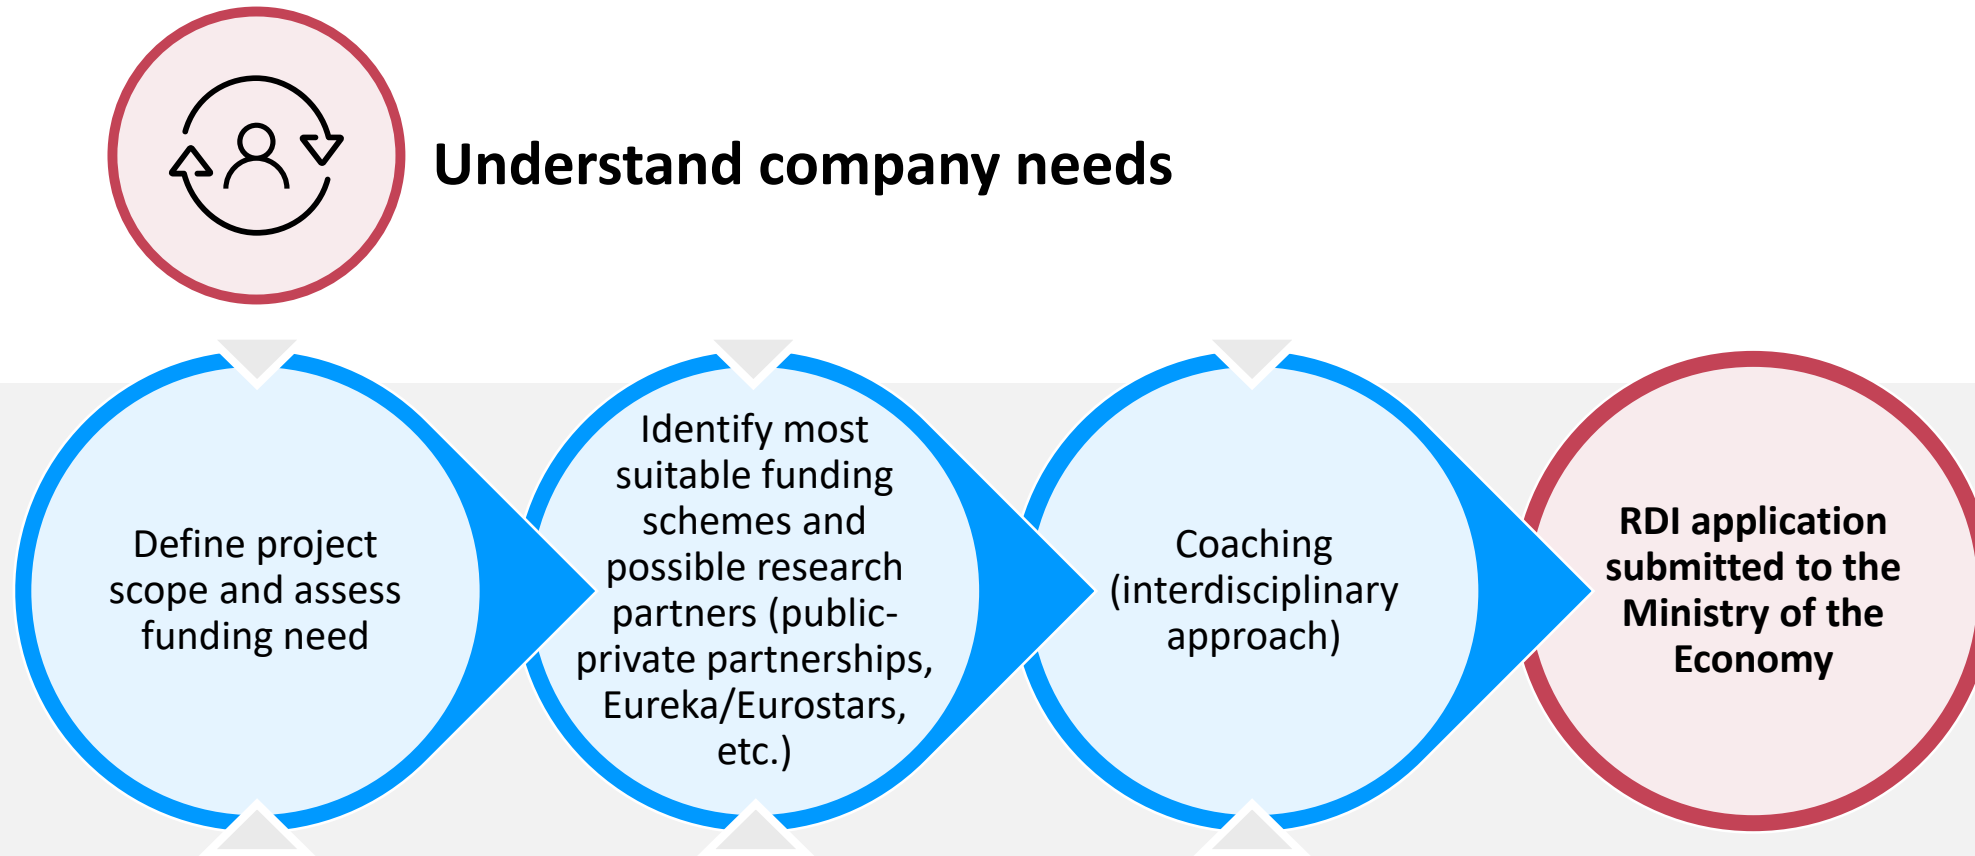 Understand company needs
Define project
scope and assess
funding need
Identify most
suitable funding
schemes and
possible research
partners (public-
private partnerships,
Eureka/Eurostars,
etc.)
Coaching
(interdisciplinary
approach)
RDI application
submitted to the
Ministry of the
Economy